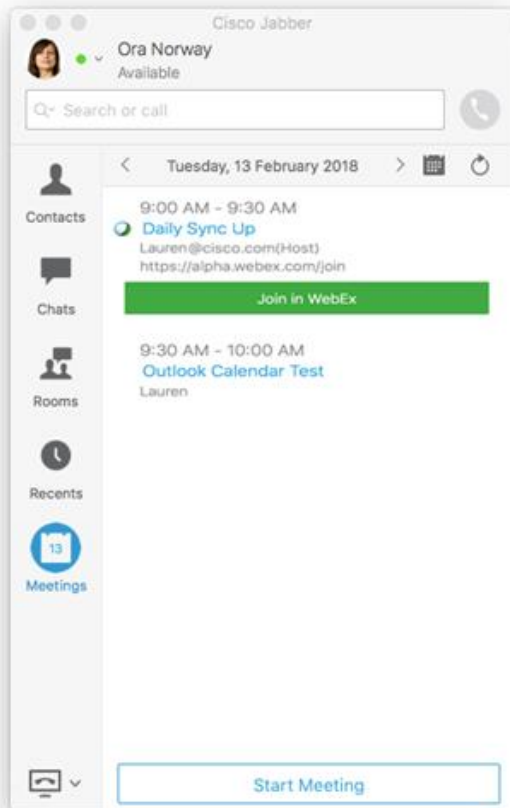 Cisco Jabber
Ora Norway
Available
Search or call
Contacts
Chats
Rooms
Recents
13
Meetings
Tuesday, 13 February 2018
9:00 AM - 9:30 AM
Daily Sync Up
Lauren@cisco.com(Host)
https://alpha.webex.com/join
Join in WebEx
9:30 AM - 10:00 AM
Outlook Calendar Test
Lauren
Start Meeting